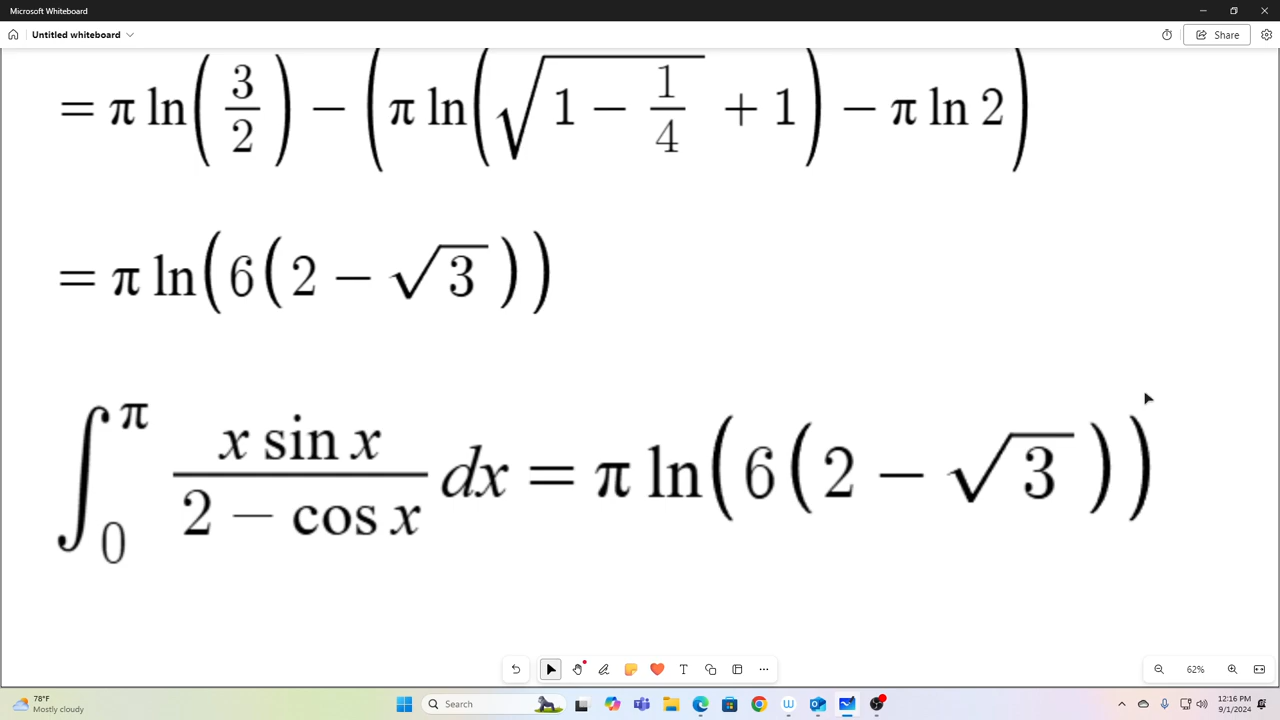 Microsoft Whiteboard
Untitled whiteboard
Share
= π ln(3/2) − (π ln(√(1 − 1/4) + 1) − π ln 2)
= π ln(6(2 − √3))
∫₀^π (x sin x)/(2 − cos x) dx = π ln(6(2 − √3))
T
62%
78°F
Mostly cloudy
Search
12:16 PM
9/1/2024